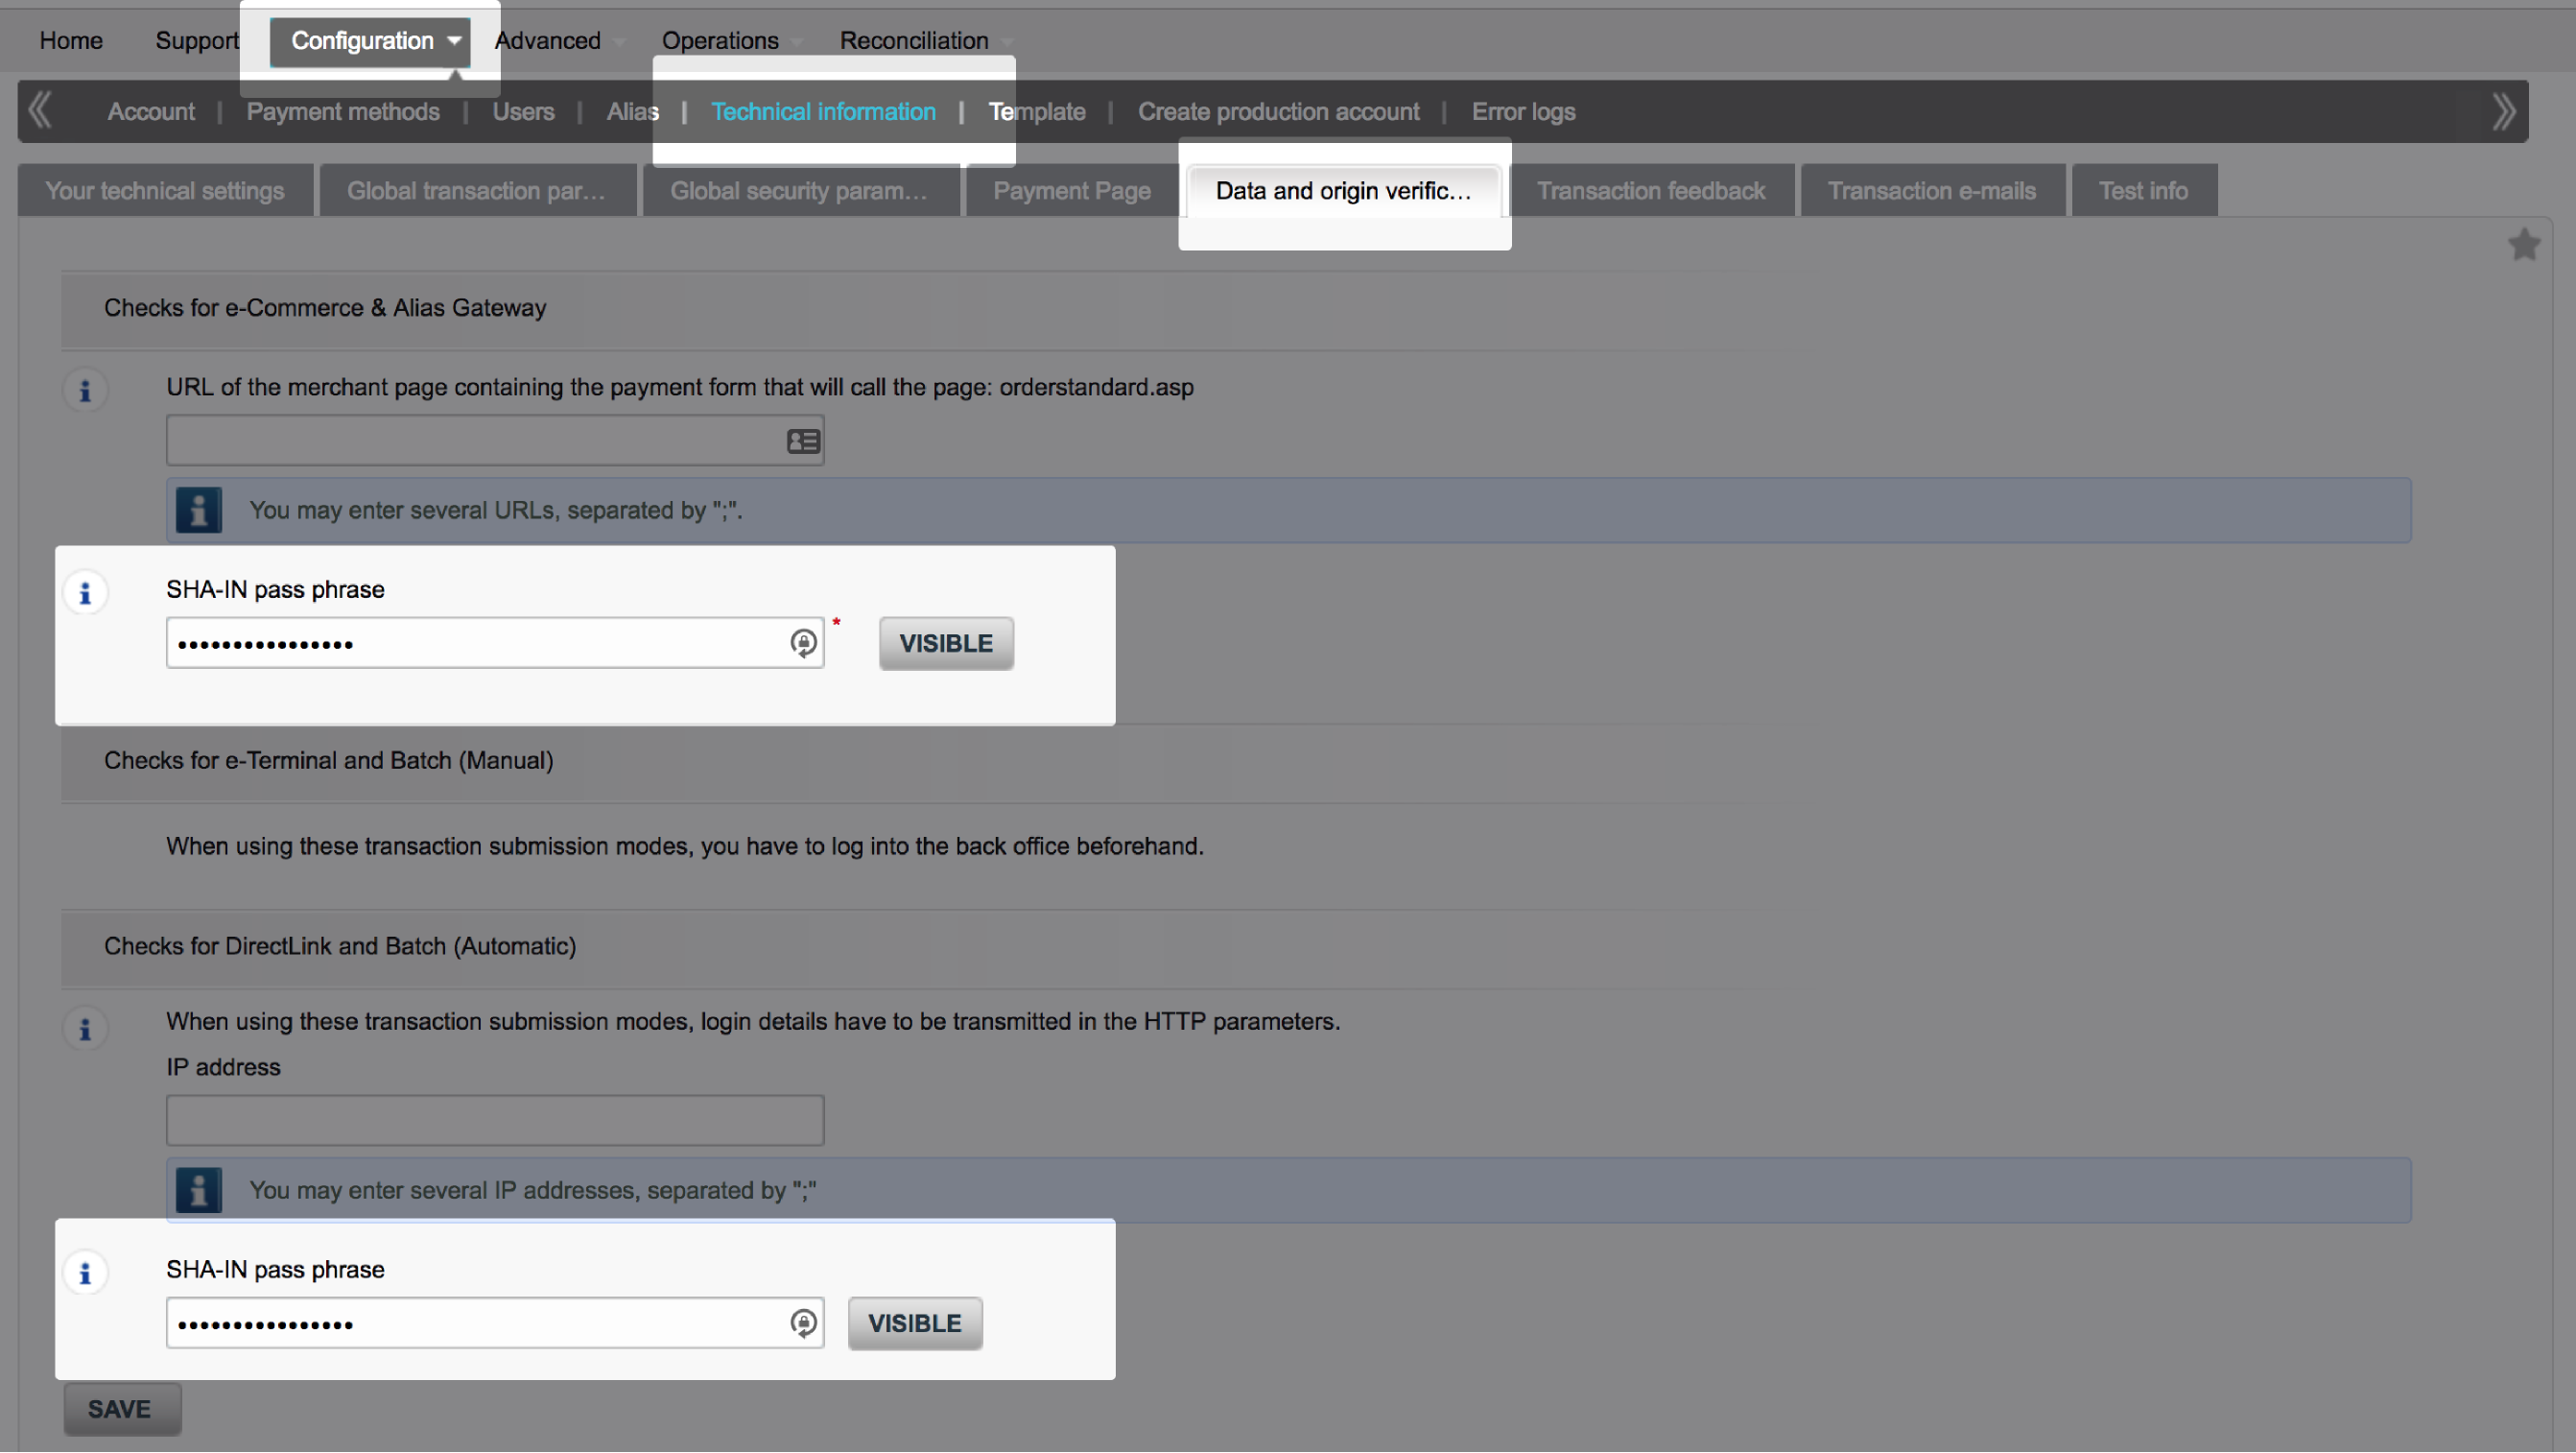 Home Support Configuration Advanced Operations Reconciliation
Account | Payment methods | Users | Alias | Technical information | Template | Create production account | Error logs
Your technical settings Global transaction par... Global security param... Payment Page Data and origin verific... Transaction feedback Transaction e-mails Test info
Checks for e-Commerce & Alias Gateway
URL of the merchant page containing the payment form that will call the page: orderstandard.asp
You may enter several URLs, separated by ";".
SHA-IN pass phrase
•••••••••••••••• * VISIBLE
Checks for e-Terminal and Batch (Manual)
When using these transaction submission modes, you have to log into the back office beforehand.
Checks for DirectLink and Batch (Automatic)
When using these transaction submission modes, login details have to be transmitted in the HTTP parameters.
IP address
You may enter several IP addresses, separated by ";"
SHA-IN pass phrase
•••••••••••••••• VISIBLE
SAVE